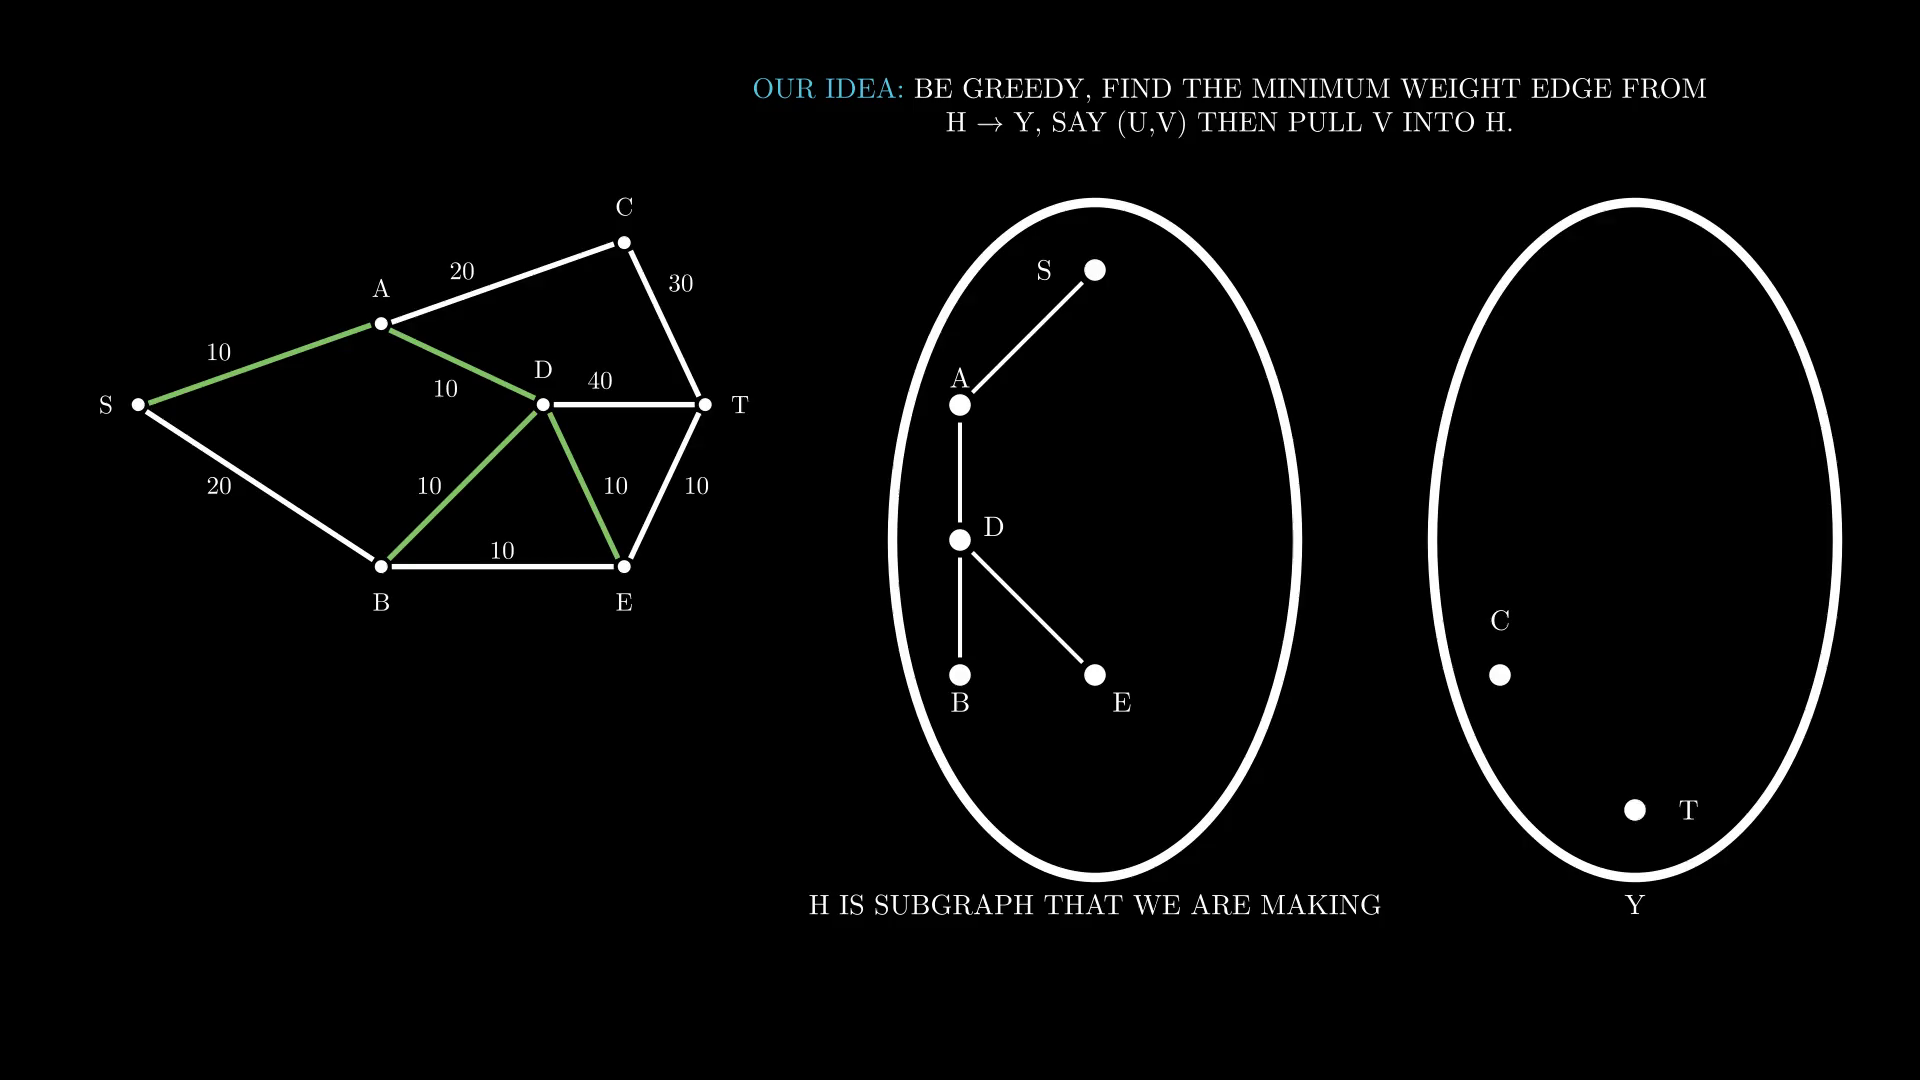 OUR IDEA: BE GREEDY, FIND THE MINIMUM WEIGHT EDGE FROM
H → Y, SAY (U,V) THEN PULL V INTO H.
C
20
30
A
10
10
D
40
S
T
20
10
10
10
10
B
E
S
A
D
B
E
C
T
H IS SUBGRAPH THAT WE ARE MAKING
Y